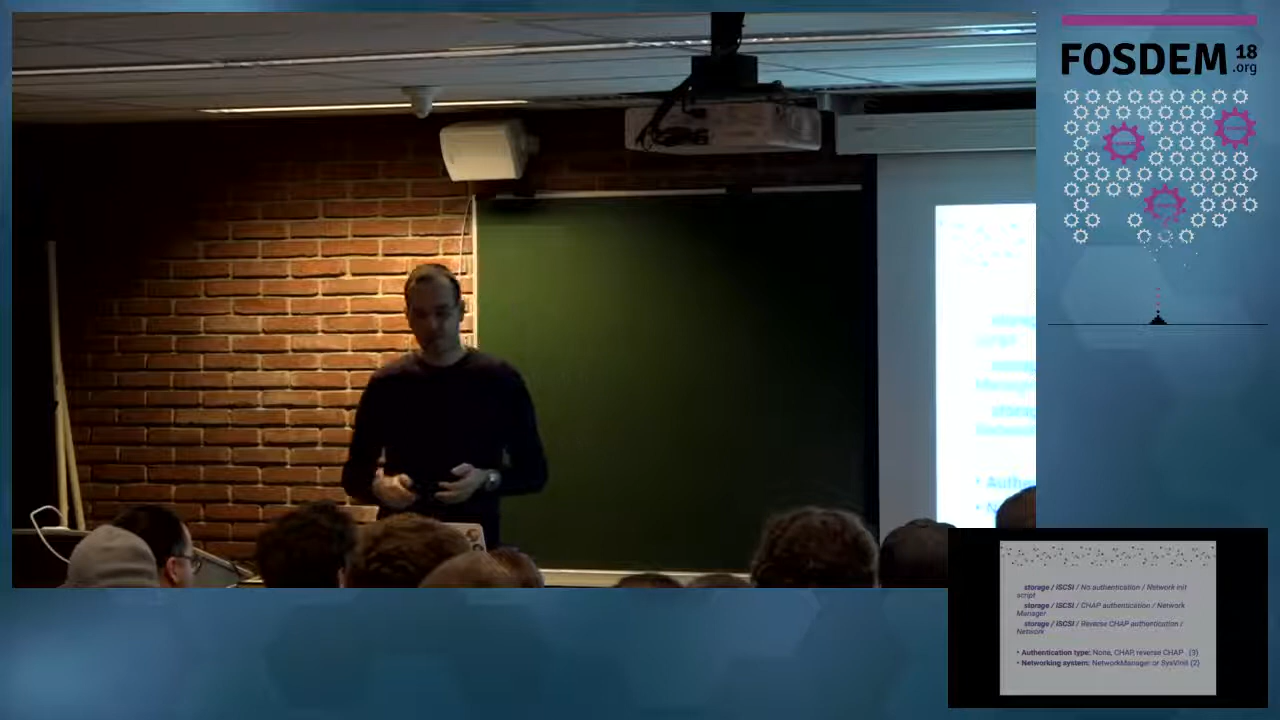 FOSDEM 18
.org
storage / iSCSI / No authentication / Network init
script
storage / iSCSI / CHAP authentication / Network
Manager
storage / iSCSI / Reverse CHAP authentication /
Network
• Authentication type: None, CHAP, reverse CHAP . (3)
• Networking system: NetworkManager or SysVinit (2)